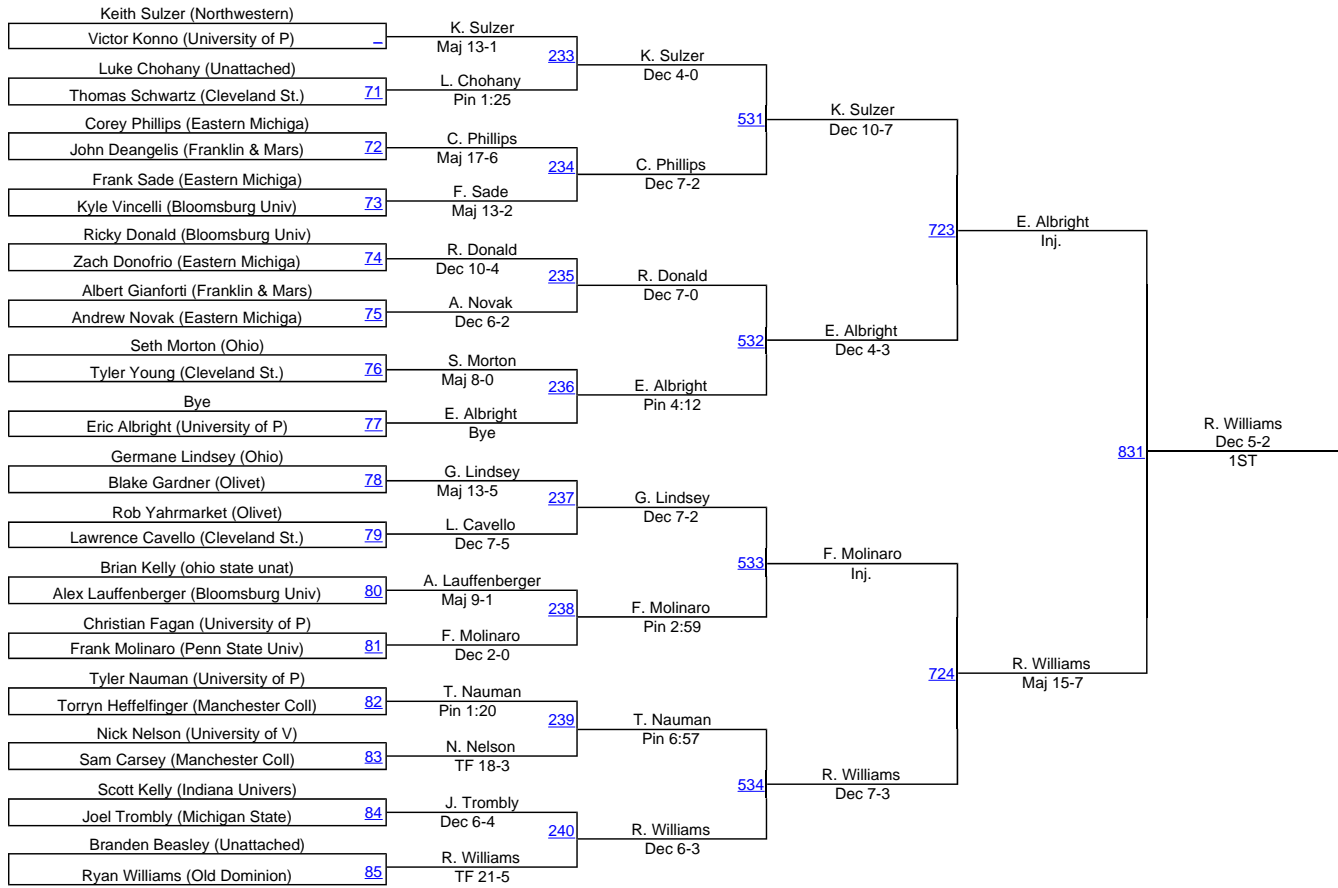 Keith Sulzer (Northwestern)
Victor Konno (University of P)
Luke Chohany (Unattached)
Thomas Schwartz (Cleveland St.) 71
Corey Phillips (Eastern Michiga)
John Deangelis (Franklin & Mars) 72
Frank Sade (Eastern Michiga)
Kyle Vincelli (Bloomsburg Univ) 73
Ricky Donald (Bloomsburg Univ)
Zach Donofrio (Eastern Michiga) 74
Albert Gianforti (Franklin & Mars)
Andrew Novak (Eastern Michiga) 75
Seth Morton (Ohio)
Tyler Young (Cleveland St.) 76
Bye
Eric Albright (University of P) 77
Germane Lindsey (Ohio)
Blake Gardner (Olivet) 78
Rob Yahrmarket (Olivet)
Lawrence Cavello (Cleveland St.) 79
Brian Kelly (ohio state unat)
Alex Lauffenberger (Bloomsburg Univ) 80
Christian Fagan (University of P)
Frank Molinaro (Penn State Univ) 81
Tyler Nauman (University of P)
Torryn Heffelfinger (Manchester Coll) 82
Nick Nelson (University of V)
Sam Carsey (Manchester Coll) 83
Scott Kelly (Indiana Univers)
Joel Trombly (Michigan State) 84
Branden Beasley (Unattached)
Ryan Williams (Old Dominion) 85
K. Sulzer
Maj 13-1
233
L. Chohany
Pin 1:25
C. Phillips
Maj 17-6
234
F. Sade
Maj 13-2
R. Donald
Dec 10-4
235
A. Novak
Dec 6-2
S. Morton
Maj 8-0
236
E. Albright
Bye
G. Lindsey
Maj 13-5
237
L. Cavello
Dec 7-5
A. Lauffenberger
Maj 9-1
238
F. Molinaro
Dec 2-0
T. Nauman
Pin 1:20
239
N. Nelson
TF 18-3
J. Trombly
Dec 6-4
240
R. Williams
TF 21-5
K. Sulzer
Dec 4-0
531
C. Phillips
Dec 7-2
R. Donald
Dec 7-0
532
E. Albright
Pin 4:12
G. Lindsey
Dec 7-2
533
F. Molinaro
Pin 2:59
T. Nauman
Pin 6:57
534
R. Williams
Dec 6-3
K. Sulzer
Dec 10-7
723
E. Albright
Dec 4-3
F. Molinaro
Inj.
724
R. Williams
Dec 7-3
E. Albright
Inj.
831
R. Williams
Maj 15-7
R. Williams
Dec 5-2
1ST